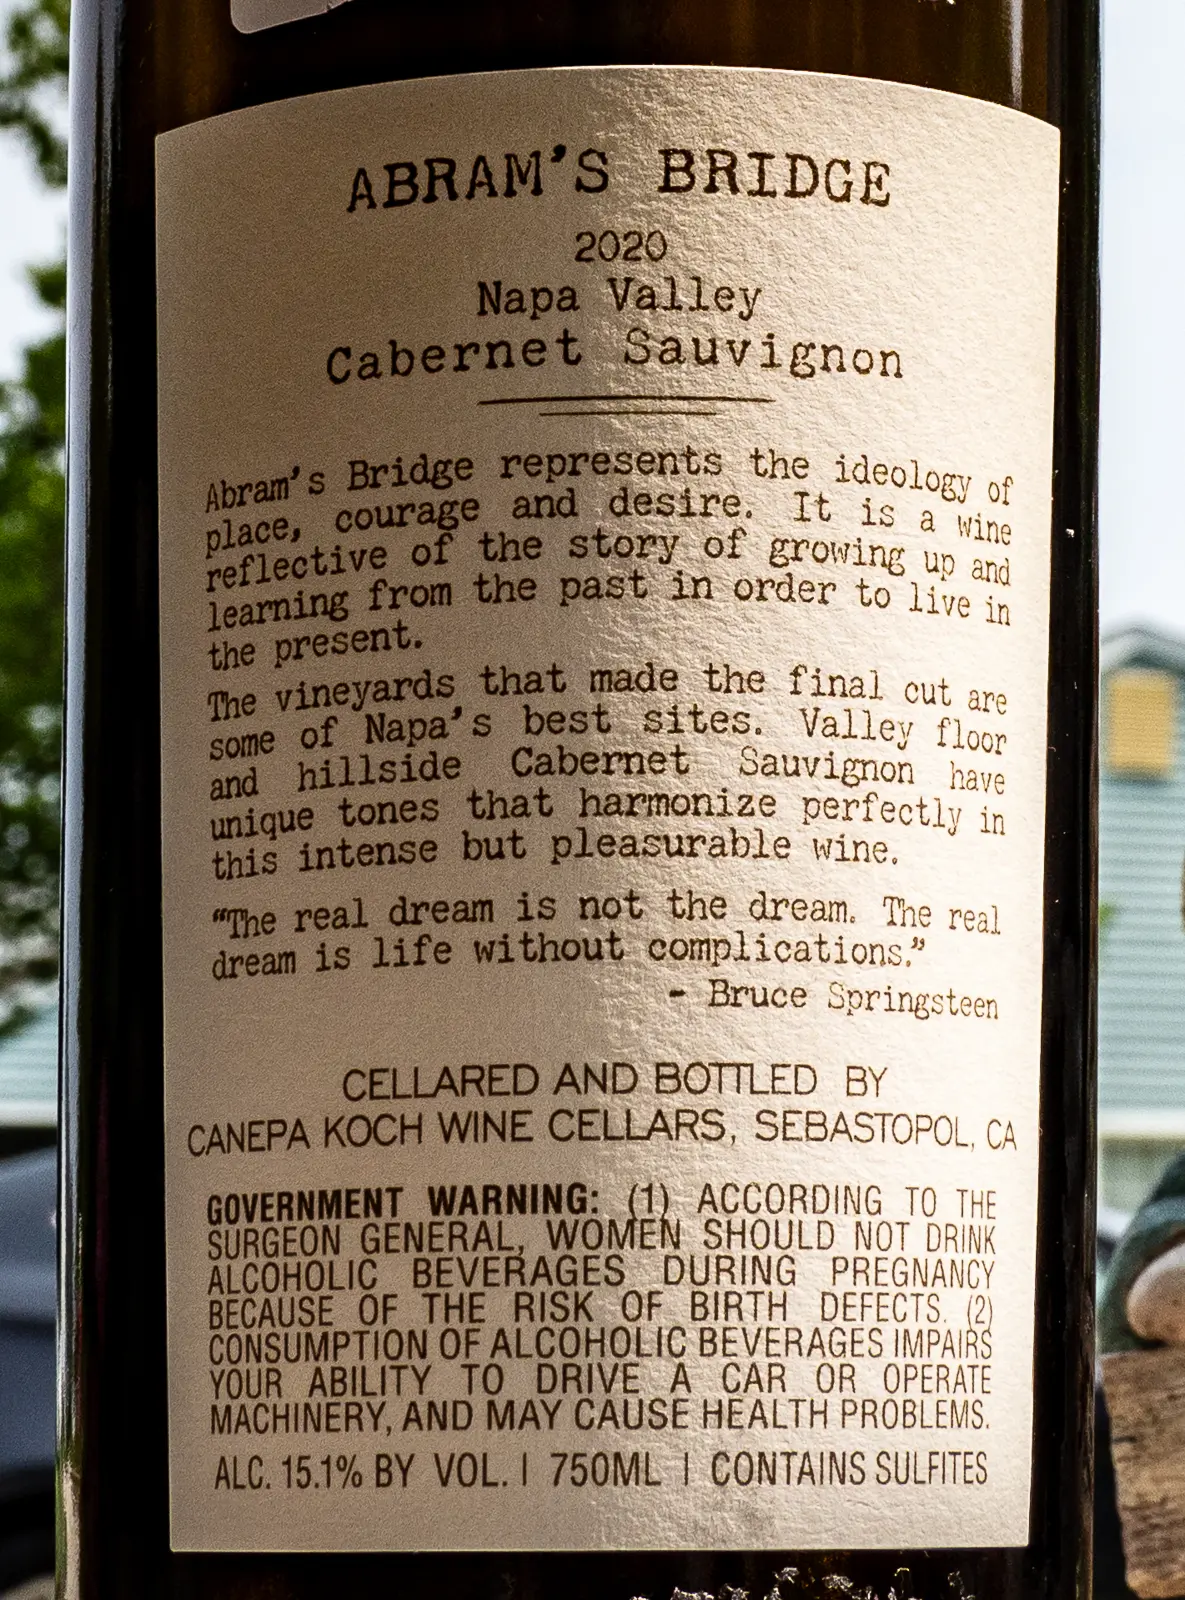 ABRAM'S BRIDGE
2020
Napa Valley
Cabernet Sauvignon
Abram's Bridge represents the ideology of
place, courage and desire. It is a wine
reflective of the story of growing up and
learning from the past in order to live in
the present.
The vineyards that made the final cut are
some of Napa's best sites. Valley floor
and hillside Cabernet Sauvignon have
unique tones that harmonize perfectly in
this intense but pleasurable wine.
“The real dream is not the dream. The real
dream is life without complications.”
- Bruce Springsteen
CELLARED AND BOTTLED BY
CANEPA KOCH WINE CELLARS, SEBASTOPOL, CA
GOVERNMENT WARNING: (1) ACCORDING TO THE
SURGEON GENERAL, WOMEN SHOULD NOT DRINK
ALCOHOLIC BEVERAGES DURING PREGNANCY
BECAUSE OF THE RISK OF BIRTH DEFECTS. (2)
CONSUMPTION OF ALCOHOLIC BEVERAGES IMPAIRS
YOUR ABILITY TO DRIVE A CAR OR OPERATE
MACHINERY, AND MAY CAUSE HEALTH PROBLEMS.
ALC. 15.1% BY VOL. | 750ML | CONTAINS SULFITES